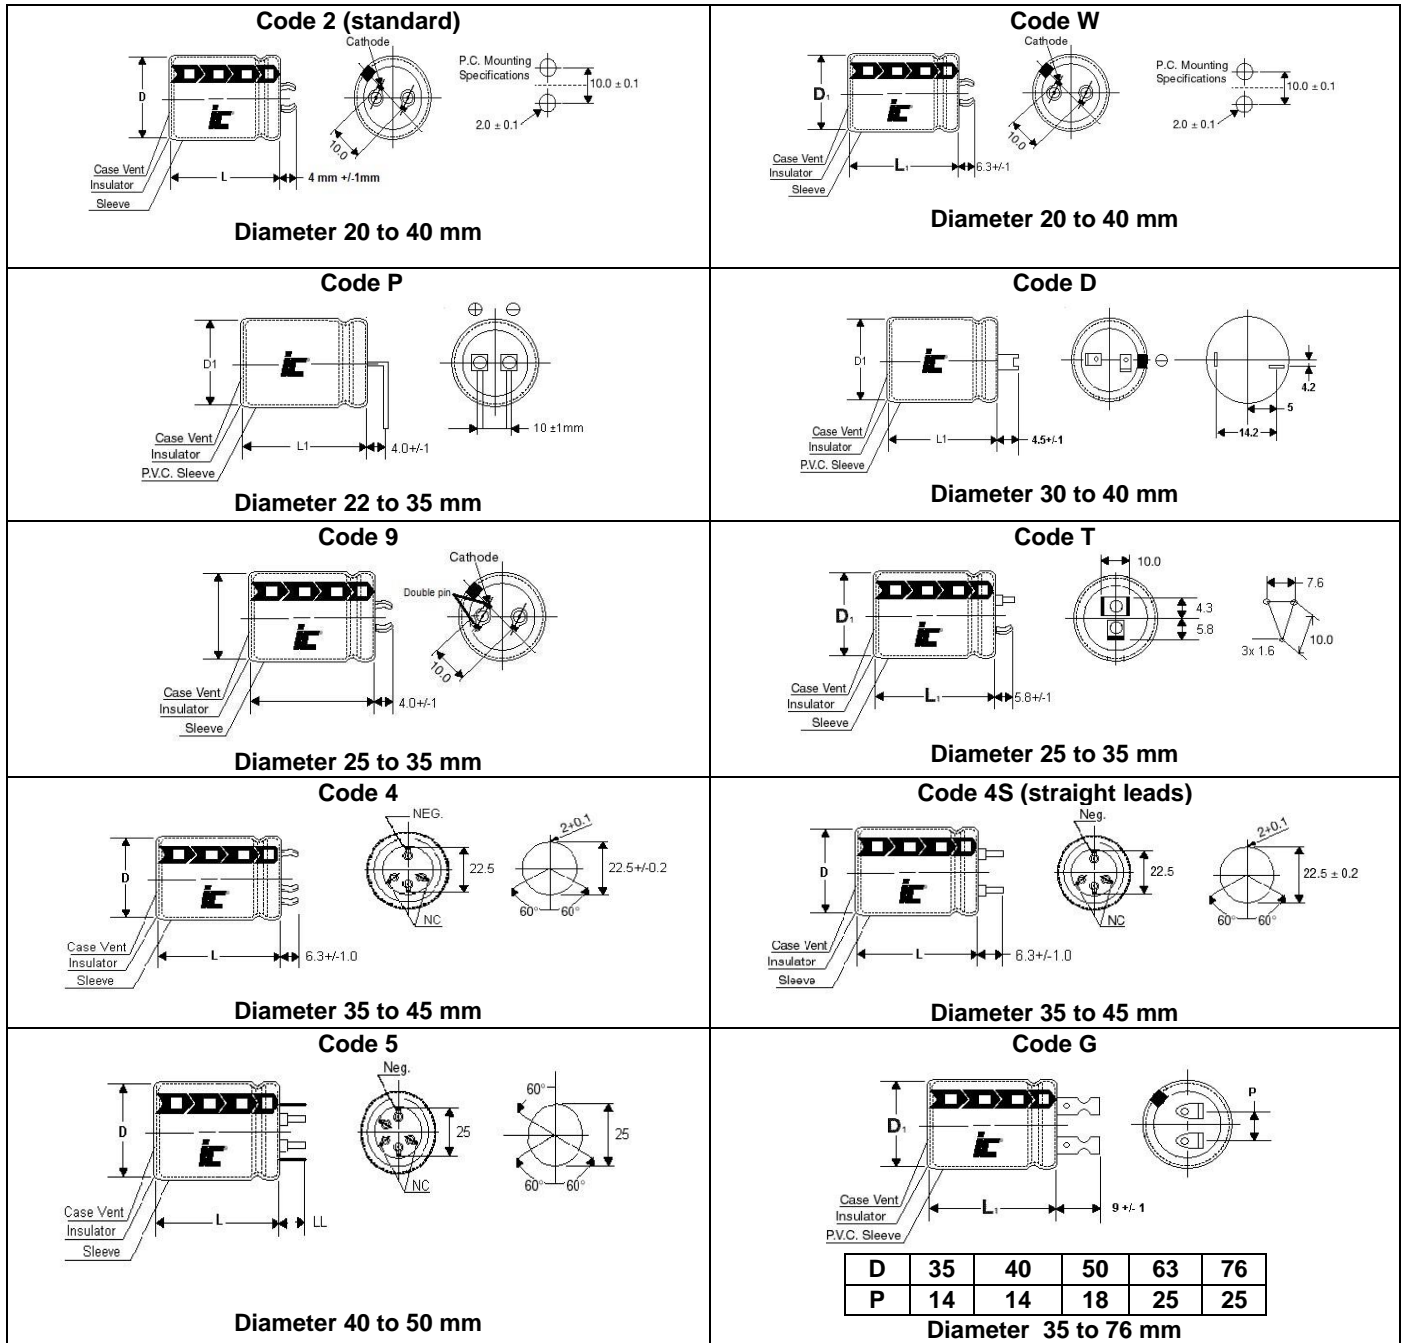 Code 2 (standard)
Cathode
P.C. Mounting
Specifications
10.0 ± 0.1
2.0 ± 0.1
D
iC
10.0
Case Vent
Insulator
Sleeve
L
4 mm +/-1mm
Diameter 20 to 40 mm
Code W
Cathode
P.C. Mounting
Specifications
10.0 ± 0.1
2.0 ± 0.1
D1
iC
10.0
Case Vent
Insulator
Sleeve
L1
6.3+/-1
Diameter 20 to 40 mm
Code P
D1
iC
Case Vent
Insulator
P.V.C. Sleeve
L1
4.0+/-1
10 ±1mm
Diameter 22 to 35 mm
Code D
D1
iC
4.2
5
14.2
Case Vent
Insulator
P.V.C. Sleeve
L1
4.5+/-1
Diameter 30 to 40 mm
Code 9
Cathode
Double pin
iC
10.0
Case Vent
Insulator
Sleeve
4.0+/-1
Diameter 25 to 35 mm
Code T
10.0
7.6
D1
4.3
5.8
10.0
3x 1.6
iC
Case Vent
Insulator
Sleeve
L1
5.8+/-1
Diameter 25 to 35 mm
Code 4
NEG.
2+0.1
D
22.5
22.5+/-0.2
iC
60° 60°
NC
Case Vent
Insulator
Sleeve
L
6.3+/-1.0
Diameter 35 to 45 mm
Code 4S (straight leads)
Neg.
2+0.1
D
22.5
22.5 ± 0.2
iC
60° 60°
NC
Case Vent
Insulator
Sleeve
L
6.3+/-1.0
Diameter 35 to 45 mm
Code 5
Neg.
60°
D
25
25
iC
60° 60°
NC
Case Vent
Insulator
Sleeve
L
LL
Diameter 40 to 50 mm
Code G
P
D1
iC
Case Vent
Insulator
P.V.C. Sleeve
L1
9 +/- 1
D 35 40 50 63 76
P 14 14 18 25 25
Diameter 35 to 76 mm